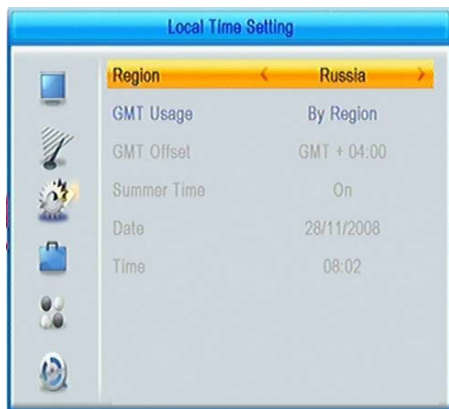 Local Time Setting
Region < Russia >
GMT Usage By Region
GMT Offset GMT + 04:00
Summer Time On
Date 28/11/2008
Time 08:02